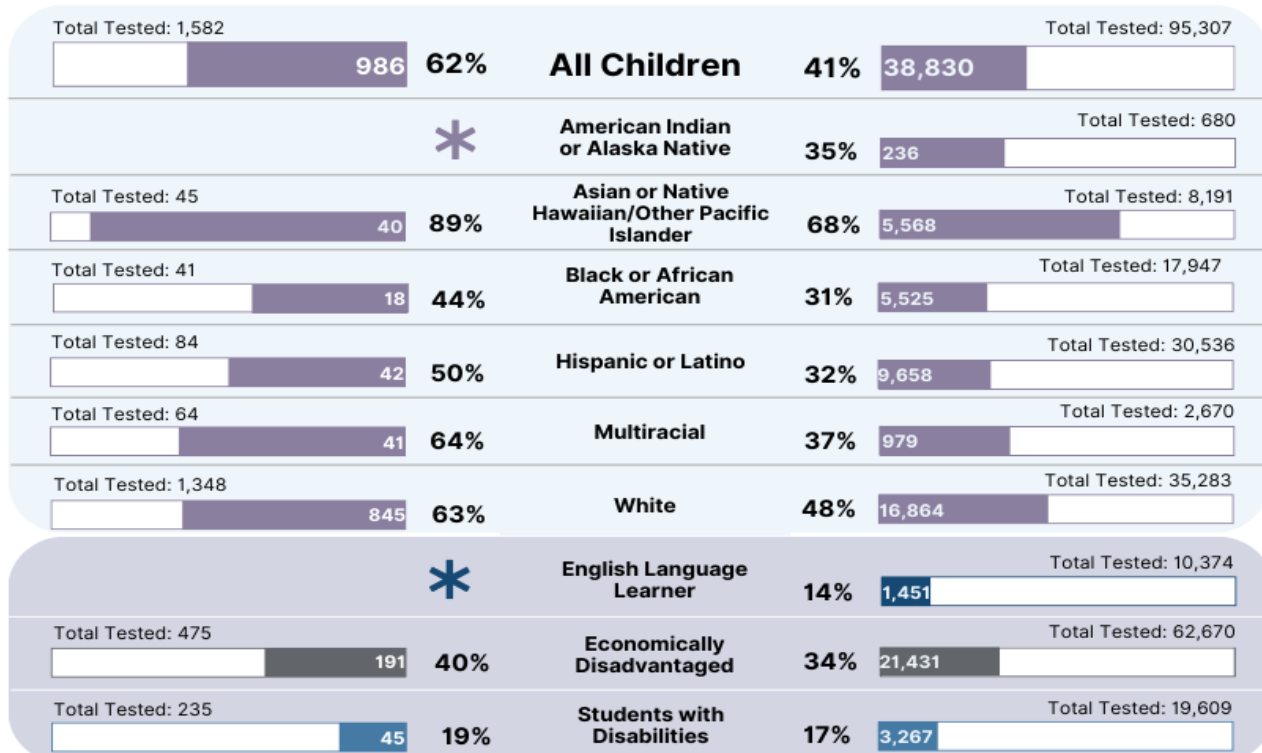 Total Tested: 1,582
Total Tested: 95,307
986 62% All Children 41% 38,830
Total Tested: 680
* American Indian
or Alaska Native 35% 236
Total Tested: 45
Asian or Native
Total Tested: 8,191
40 89% Hawaiian/Other Pacific 68% 5,568
Islander
Total Tested: 41
Total Tested: 17,947
Black or African
18 44% American 31% 5,525
Total Tested: 84
Total Tested: 30,536
42 50% Hispanic or Latino 32% 9,658
Total Tested: 64
Total Tested: 2,670
41 64% Multiracial 37% 979
Total Tested: 1,348
Total Tested: 35,283
845 63% White 48% 16,864
Total Tested: 10,374
* English Language
Learner 14% 1,451
Total Tested: 475
Total Tested: 62,670
Economically
191 40% Disadvantaged 34% 21,431
Total Tested: 235
Total Tested: 19,609
Students with
45 19% Disabilities 17% 3,267